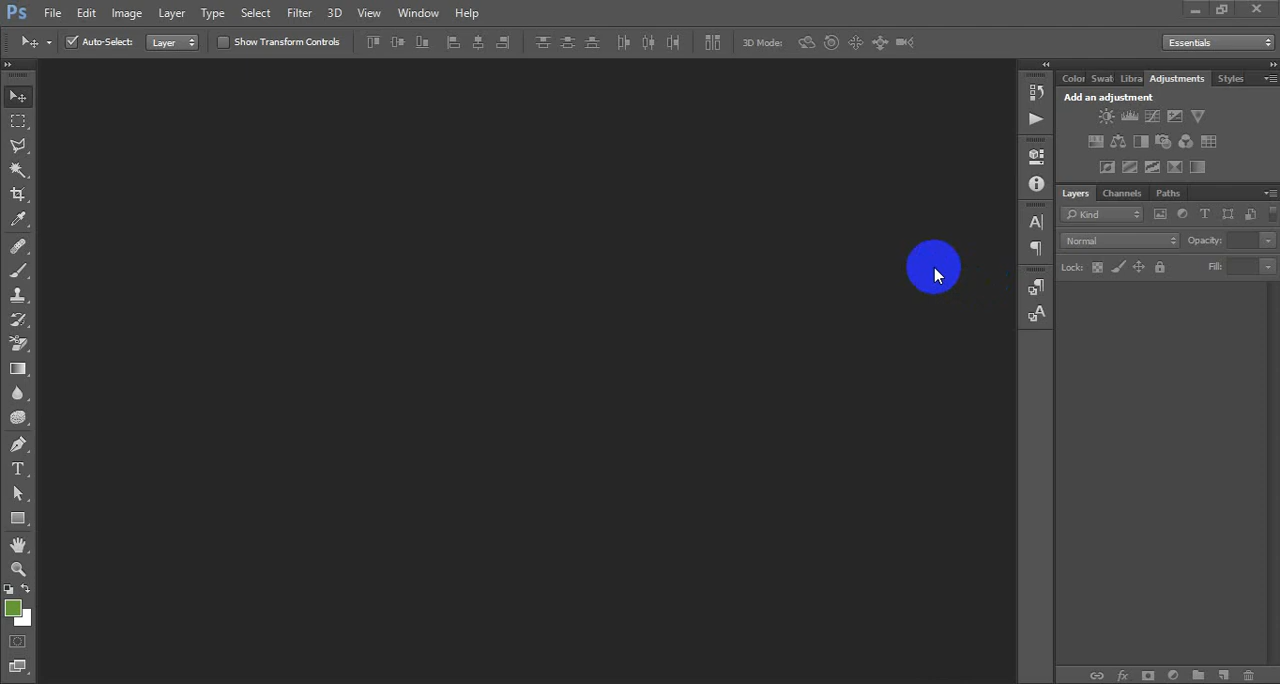 Ps File Edit Image Layer Type Select Filter 3D View Window Help
Auto-Select: Layer Show Transform Controls 3D Mode: Essentials
Color Swat Libra Adjustments Styles
Add an adjustment
Layers Channels Paths
Kind
Normal Opacity:
Lock: Fill: